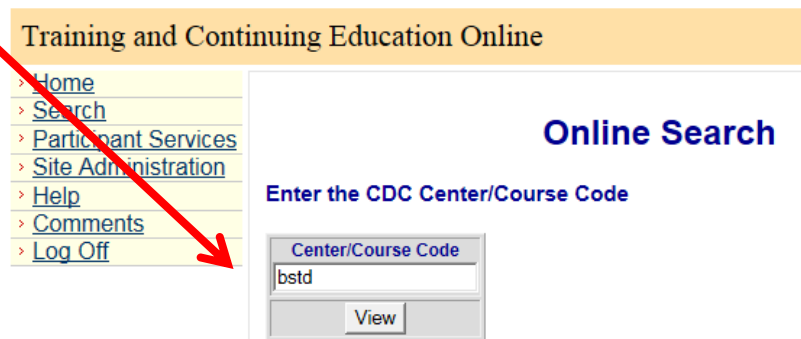 Training and Continuing Education Online
› Home
› Search
› Participant Services
› Site Administration
› Help
› Comments
› Log Off
Online Search
Enter the CDC Center/Course Code
Center/Course Code
bstd
View